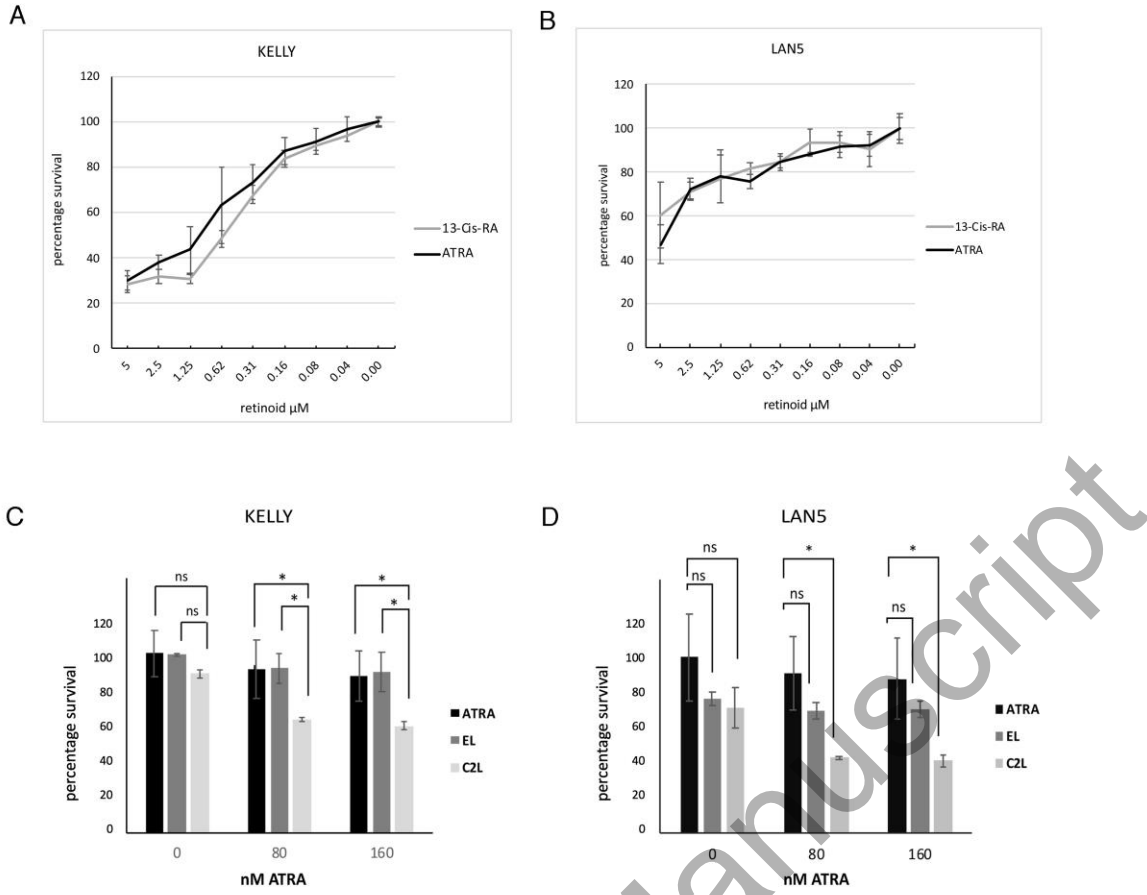 A
KELLY
120
100
80
60
40
20
0
percentage survival
5
2.5
1.25
0.62
0.31
0.16
0.08
0.04
0.00
retinoid µM
13-Cis-RA
ATRA
B
LAN5
120
100
80
60
40
20
0
percentage survival
5
2.5
1.25
0.62
0.31
0.16
0.08
0.04
0.00
retinoid µM
13-Cis-RA
ATRA
C
KELLY
ns
ns
*
*
*
*
120
100
80
60
40
20
0
percentage survival
0
80
160
nM ATRA
ATRA
EL
C2L
D
LAN5
ns
ns
*
ns
*
ns
120
100
80
60
40
20
0
percentage survival
0
80
160
nM ATRA
ATRA
EL
C2L